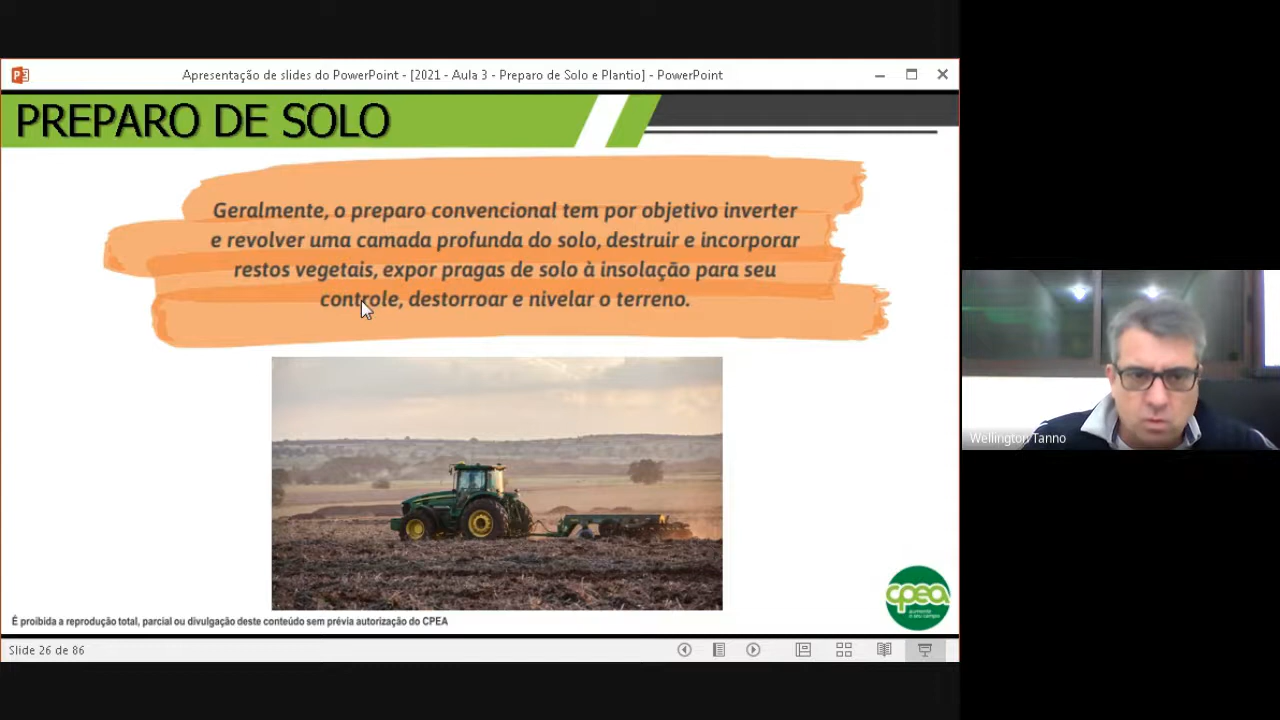 Apresentação de slides do PowerPoint - [2021 - Aula 3 - Preparo de Solo e Plantio] - PowerPoint
PREPARO DE SOLO
Geralmente, o preparo convencional tem por objetivo inverter
e revolver uma camada profunda do solo, destruir e incorporar
restos vegetais, expor pragas de solo à insolação para seu
controle, destorroar e nivelar o terreno.
Wellington Tanno
cpea
aumente
o seu campo
É proibida a reprodução total, parcial ou divulgação deste conteúdo sem prévia autorização do CPEA
Slide 26 de 86